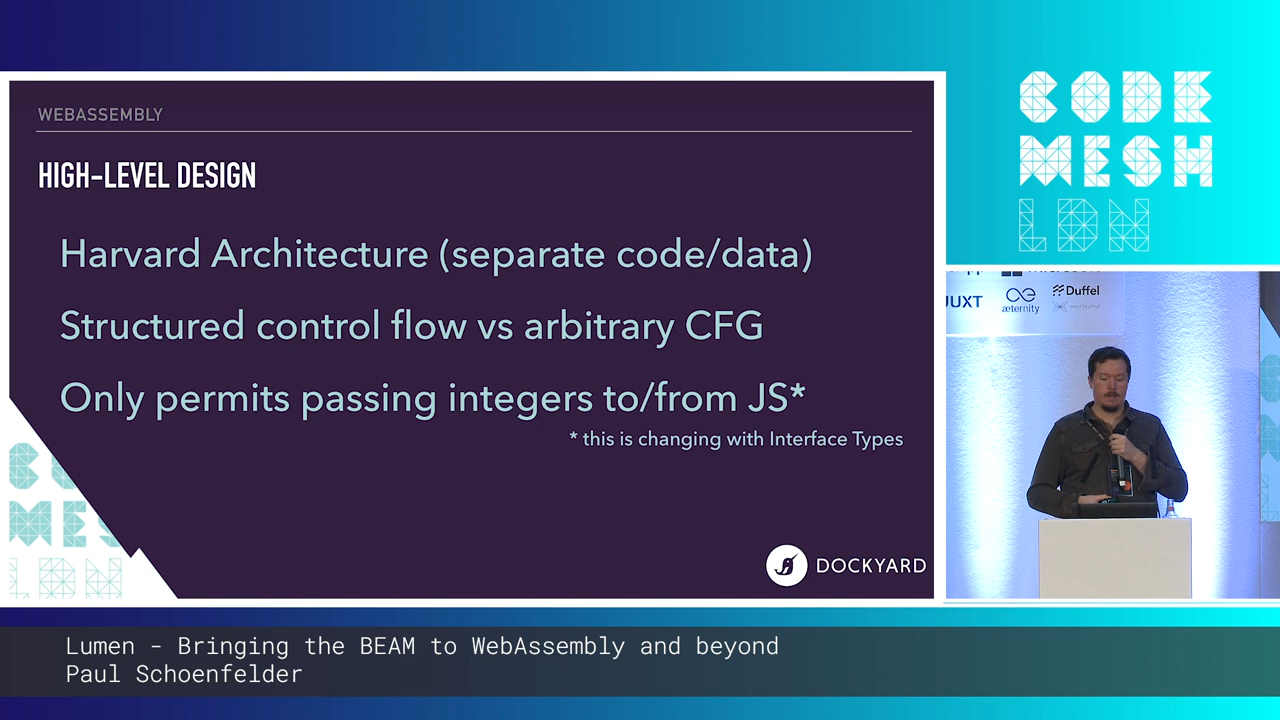 WEBASSEMBLY
HIGH-LEVEL DESIGN
Harvard Architecture (separate code/data)
Structured control flow vs arbitrary CFG
Only permits passing integers to/from JS*
* this is changing with Interface Types
DOCKYARD
CODE
MESH
LDN
JUXT
æternity
Duffel
Lumen - Bringing the BEAM to WebAssembly and beyond
Paul Schoenfelder